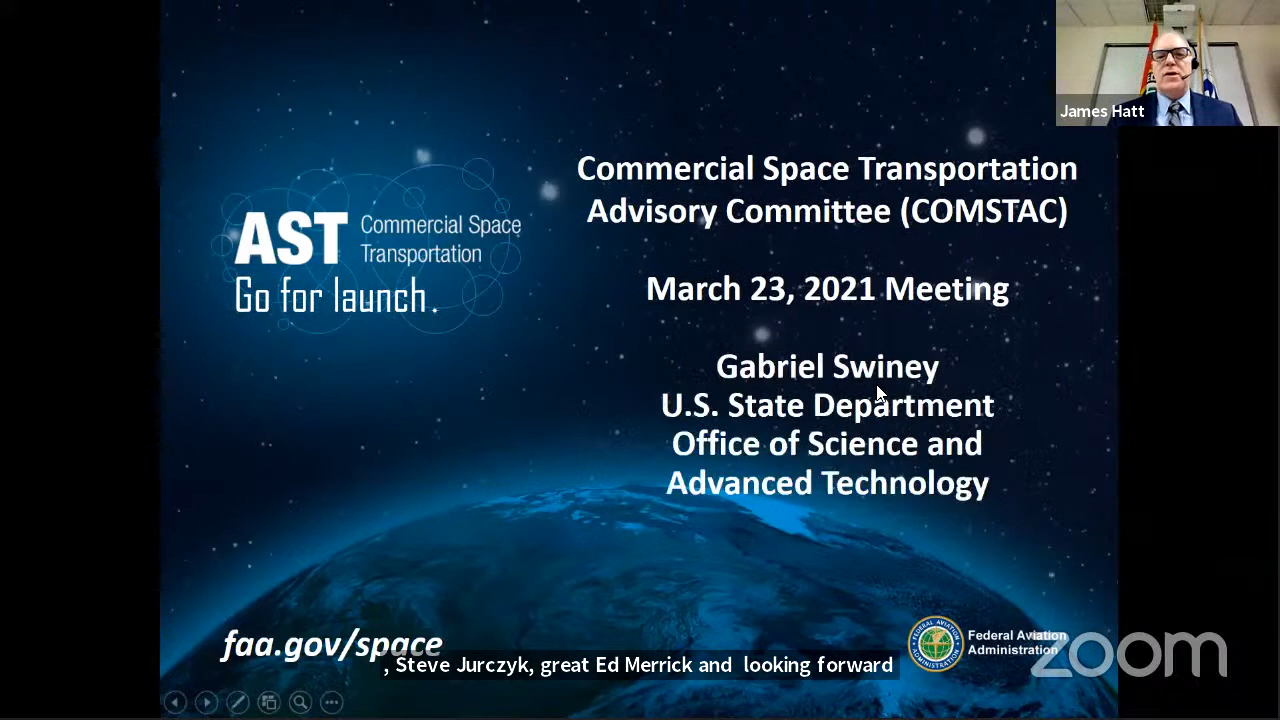 James Hatt
Commercial Space Transportation
Advisory Committee (COMSTAC)
March 23, 2021 Meeting
Gabriel Swiney
U.S. State Department
Office of Science and
Advanced Technology
AST Commercial Space
Transportation
Go for launch.
faa.gov/space
Federal Aviation
Administration
zoom
, Steve Jurczyk, great Ed Merrick and looking forward